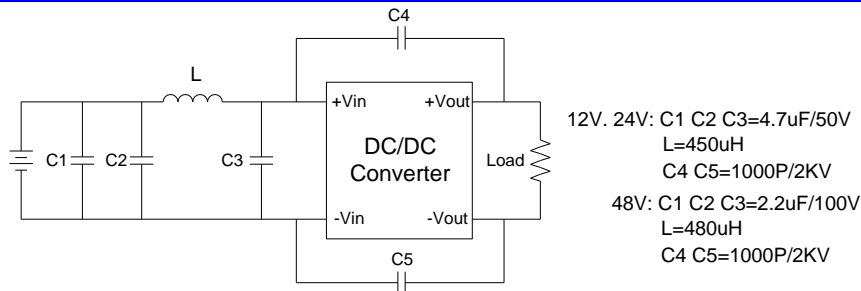 C4
L
+Vin
+Vout
C1
C2
C3
DC/DC
Converter
Load
-Vin
-Vout
C5
12V. 24V: C1 C2 C3=4.7uF/50V
L=450uH
C4 C5=1000P/2KV
48V: C1 C2 C3=2.2uF/100V
L=480uH
C4 C5=1000P/2KV